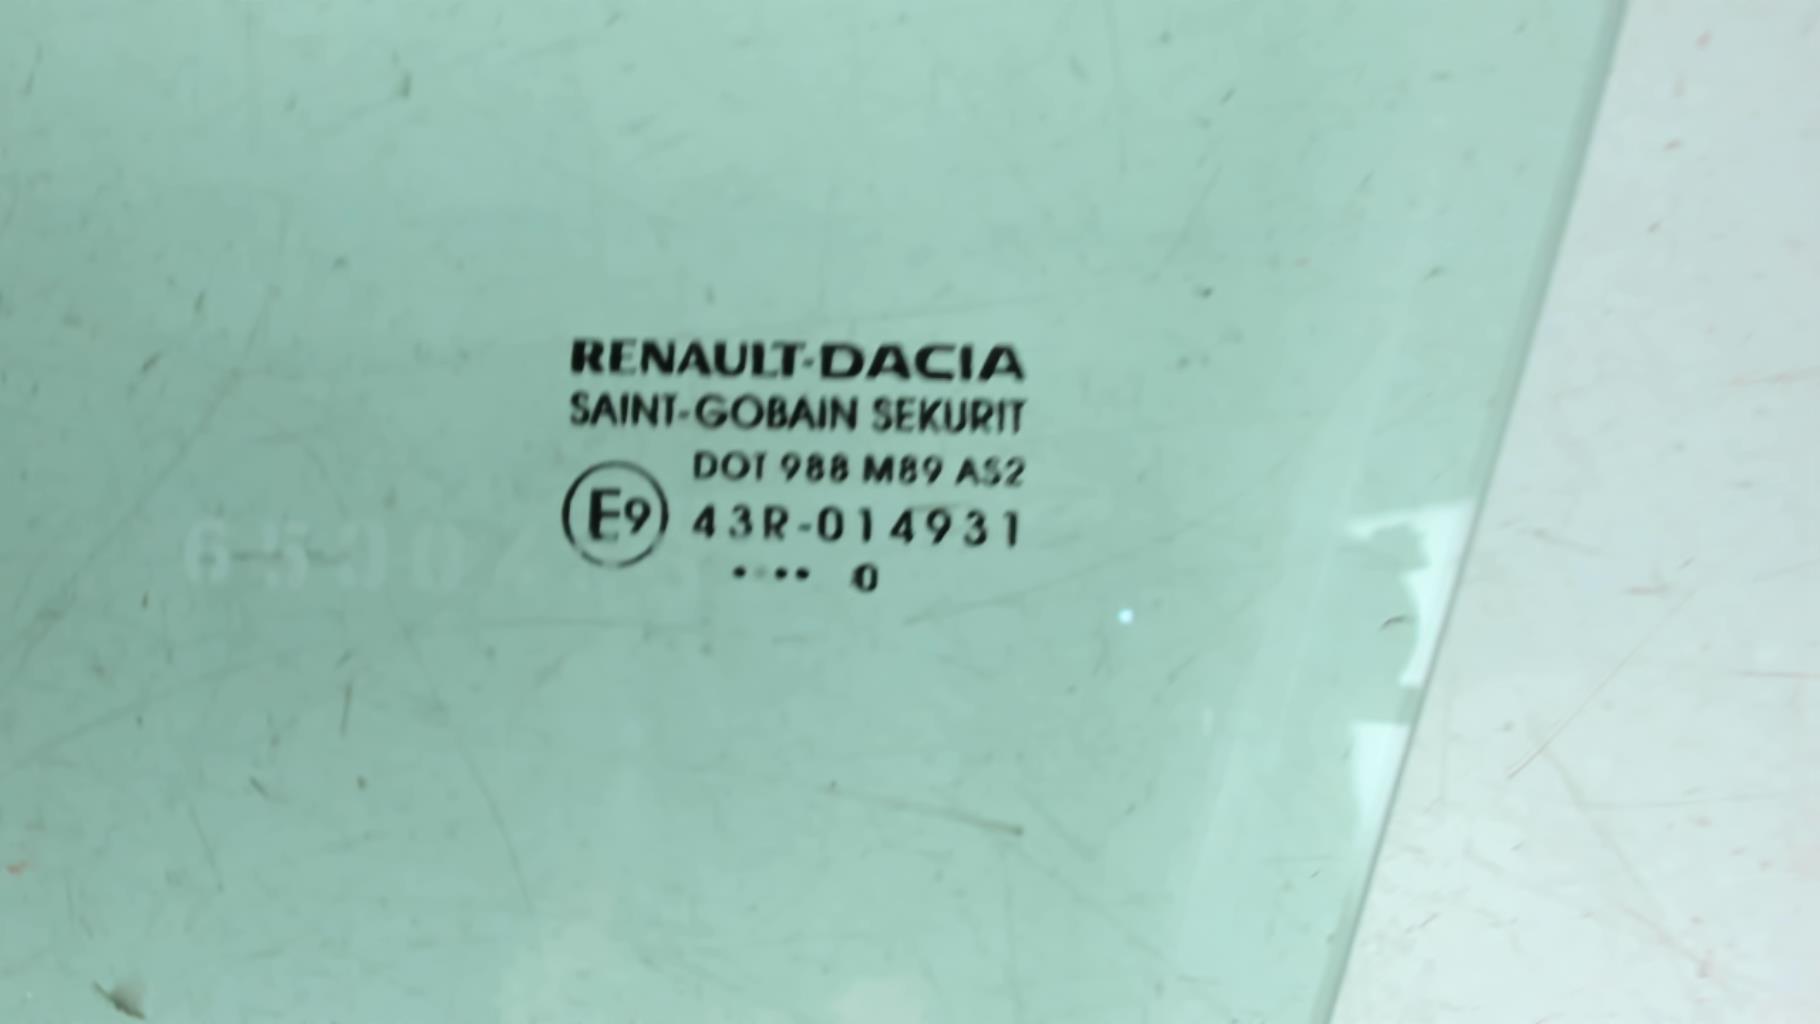 RENAULT-DACIA
SAINT-GOBAIN SEKURIT
DOT 988 M89 AS2
E9 43R-014931
•••• 0